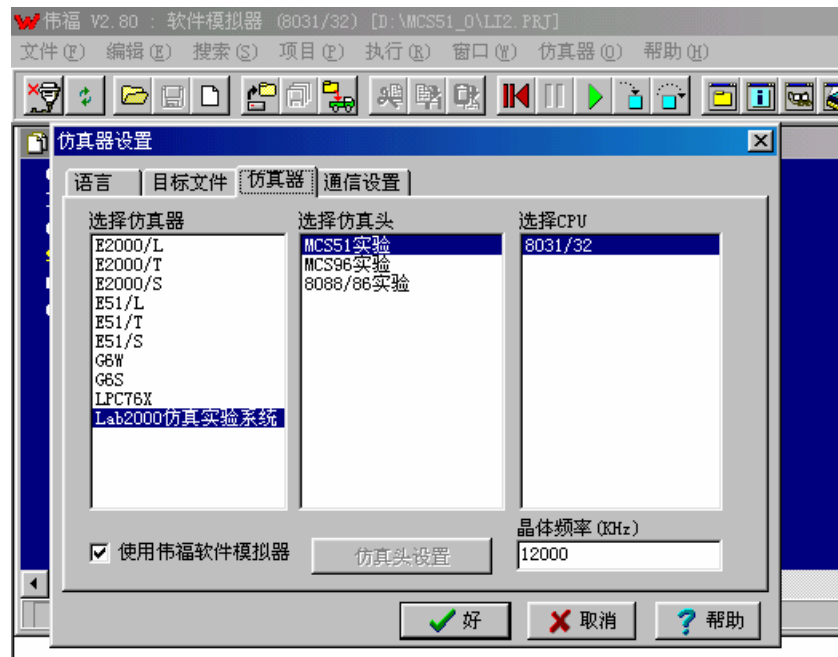 伟福 V2.80 : 软件模拟器 (8031/32) [D:\MCS51_0\LI2.PRJ]
文件(F) 编辑(E) 搜索(S) 项目(P) 执行(R) 窗口(W) 仿真器(O) 帮助(H)
仿真器设置
语言 目标文件 仿真器 通信设置
选择仿真器 选择仿真头 选择CPU
E2000/L MCS51实验 8031/32
E2000/T MCS96实验
E2000/S 8088/86实验
E51/L
E51/T
E51/S
G6W
G6S
LPC76X
Lab2000仿真实验系统
晶体频率(KHz)
使用伟福软件模拟器 仿真头设置 12000
好 取消 帮助